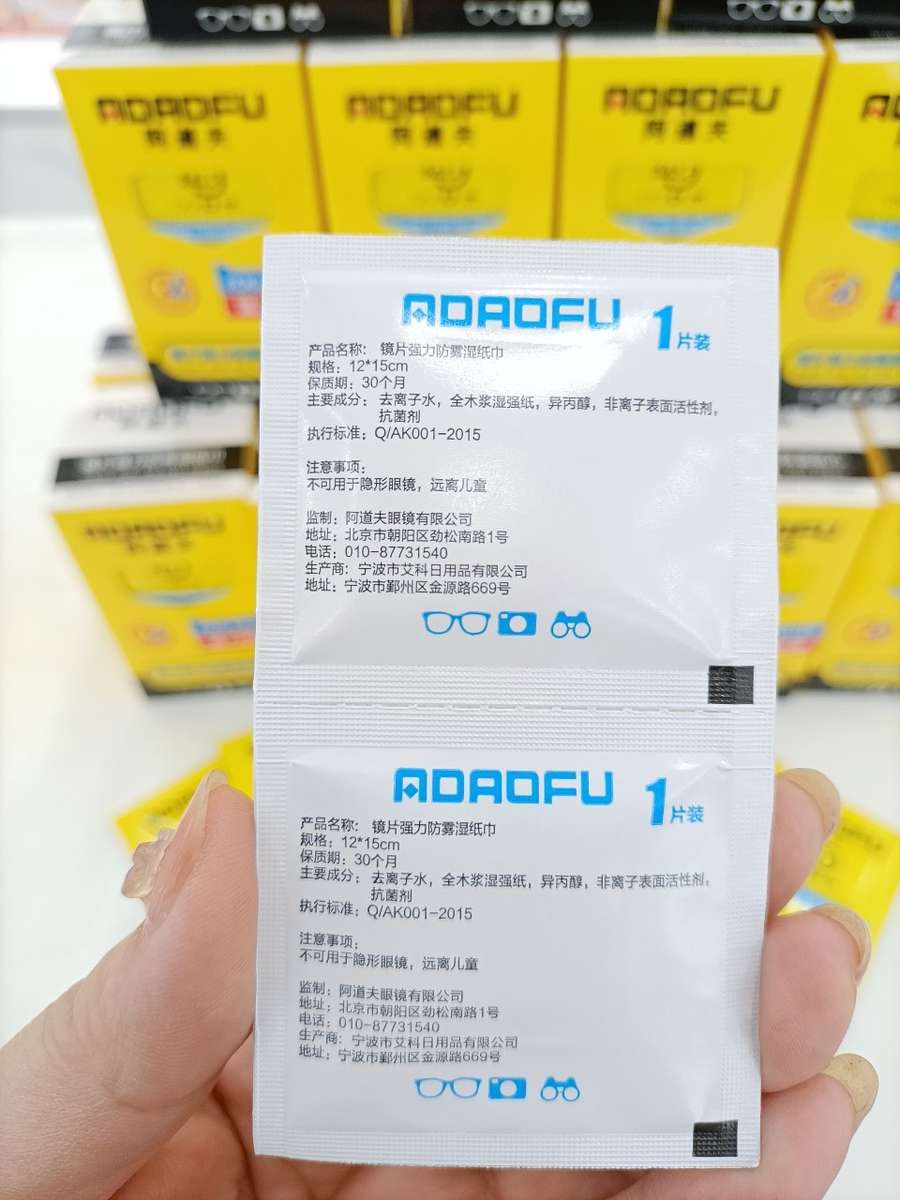 ADAOFU
阿道夫
ADAOFU
阿道夫
ADAOFU
阿道夫
ADAOFU 1片装
产品名称： 镜片强力防雾湿纸巾
规格：12*15cm
保质期：30个月
主要成分：去离子水，全木浆湿强纸，异丙醇，非离子表面活性剂，
抗菌剂
执行标准：Q/AK001-2015
注意事项：
不可用于隐形眼镜，远离儿童
监制：阿道夫眼镜有限公司
地址：北京市朝阳区劲松南路1号
电话：010-87731540
生产商：宁波市艾科日用品有限公司
地址：宁波市鄞州区金源路669号
ADAOFU 1片装
产品名称： 镜片强力防雾湿纸巾
规格：12*15cm
保质期：30个月
主要成分：去离子水，全木浆湿强纸，异丙醇，非离子表面活性剂，
抗菌剂
执行标准：Q/AK001-2015
注意事项：
不可用于隐形眼镜，远离儿童
监制：阿道夫眼镜有限公司
地址：北京市朝阳区劲松南路1号
电话：010-87731540
生产商：宁波市艾科日用品有限公司
地址：宁波市鄞州区金源路669号